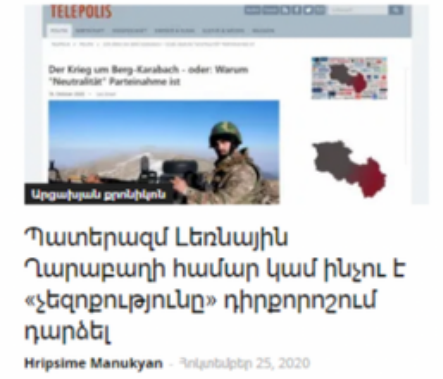 TELEPOLIS
Der Krieg um Berg-Karabach - oder: Warum
"Neutralität" Parteinahme ist
Արցախյան քրոնիկոն
Պատերազմ Լեռնային
Ղարաբաղի համար կամ ինչու է
«չեզոքությունը» դիրքորոշում
դարձել
Hripsime Manukyan - Հոկտեմբեր 25, 2020